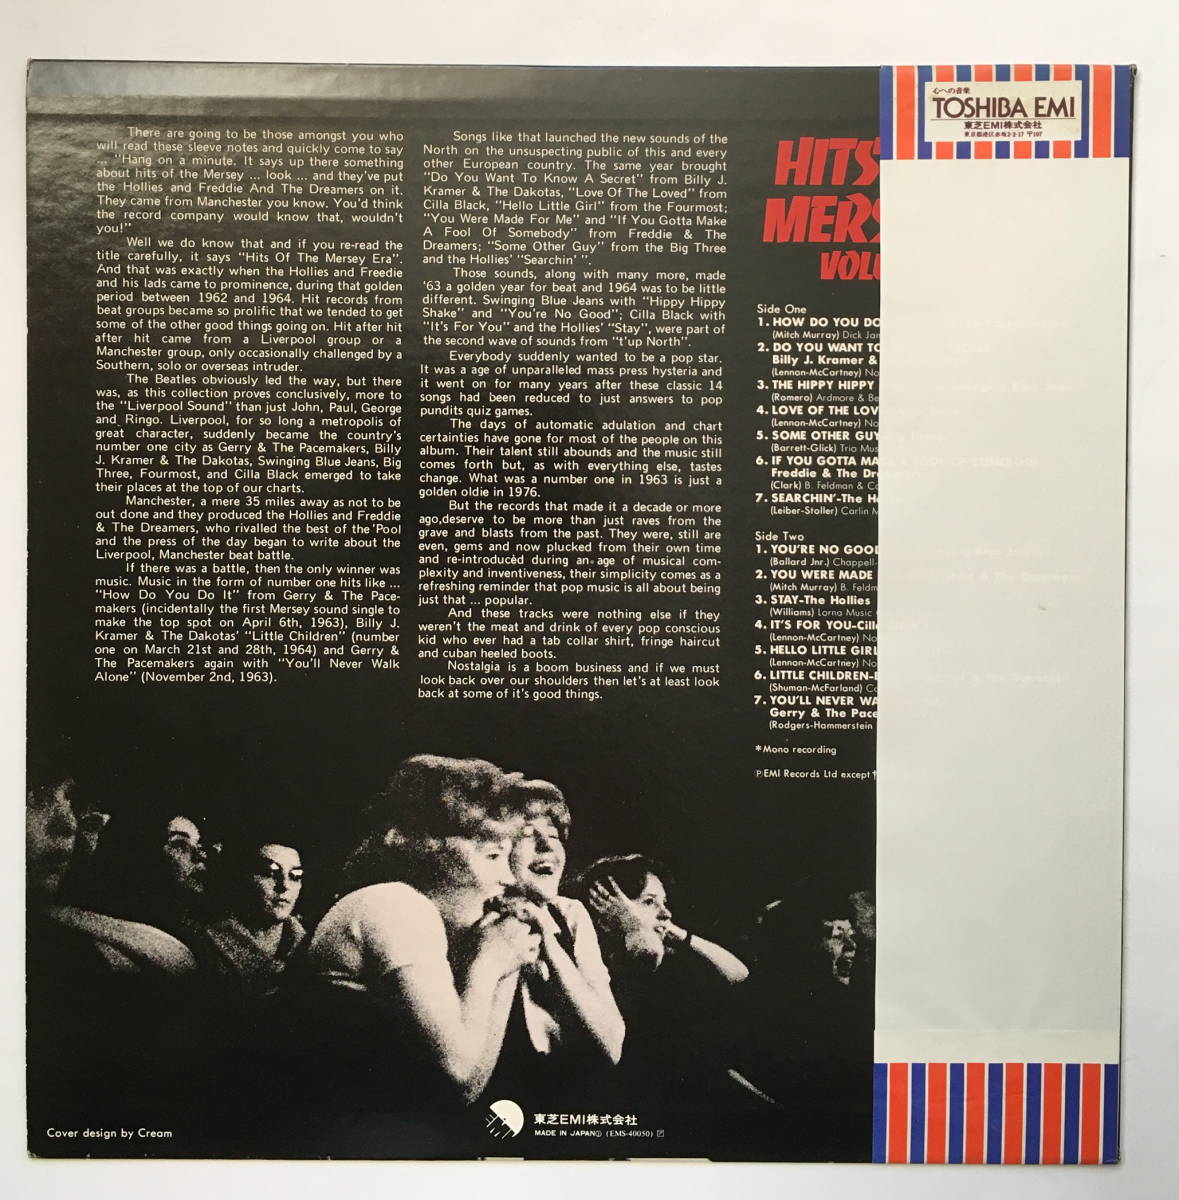 There are going to be those amongst you who
will read these sleeve notes and quickly come to say
... "Hang on a minute. It says up there something
about hits of the Mersey ... look ... and they've put
the Hollies and Freddie And The Dreamers on it.
They came from Manchester you know. You'd think
the record company would know that, wouldn't
you!"
Well we do know that and if you re-read the
title carefully, it says "Hits Of The Mersey Era".
And that was exactly when the Hollies and Freedie
and his lads came to prominence, during that golden
period between 1962 and 1964. Hit records from
beat groups became so prolific that we tended to get
some of the other good things going on. Hit after hit
after hit came from a Liverpool group or a
Manchester group, only occasionally challenged by a
Southern, solo or overseas intruder.
The Beatles obviously led the way, but there
was, as this collection proves conclusively, more to
the "Liverpool Sound" than just John, Paul, George
and Ringo. Liverpool, for so long a metropolis of
great character, suddenly became the country's
number one city as Gerry & The Pacemakers, Billy
J. Kramer & The Dakotas, Swinging Blue Jeans, Big
Three, Fourmost, and Cilla Black emerged to take
their places at the top of our charts.
Manchester, a mere 35 miles away as not to be
out done and they produced the Hollies and Freddie
& The Dreamers, who rivalled the best of the 'Pool
and the press of the day began to write about the
Liverpool, Manchester beat battle.
If there was a battle, then the only winner was
music. Music in the form of number one hits like ...
"How Do You Do It" from Gerry & The Pace-
makers (incidentally the first Mersey sound single to
make the top spot on April 6th, 1963), Billy J.
Kramer & The Dakotas' "Little Children" (number
one on March 21st and 28th, 1964) and Gerry &
The Pacemakers again with "You'll Never Walk
Alone" (November 2nd, 1963).
Songs like that launched the new sounds of the
North on the unsuspecting public of this and every
other European country. The same year brought
"Do You Want To Know A Secret" from Billy J.
Kramer & The Dakotas, "Love Of The Loved" from
Cilla Black, "Hello Little Girl" from the Fourmost;
"You Were Made For Me" and "If You Gotta Make
A Fool Of Somebody" from Freddie & The
Dreamers; "Some Other Guy" from the Big Three
and the Hollies' "Searchin' ".
Those sounds, along with many more, made
'63 a golden year for beat and 1964 was to be little
different. Swinging Blue Jeans with "Hippy Hippy
Shake" and "You're No Good"; Cilla Black with
"It's For You" and the Hollies' "Stay", were part of
the second wave of sounds from "t'up North".
Everybody suddenly wanted to be a pop star.
It was a age of unparalleled mass press hysteria and
it went on for many years after these classic 14
songs had been reduced to just answers to pop
pundits quiz games.
The days of automatic adulation and chart
certainties have gone for most of the people on this
album. Their talent still abounds and the music still
comes forth but, as with everything else, tastes
change. What was a number one in 1963 is just a
golden oldie in 1976.
But the records that made it a decade or more
ago,deserve to be more than just raves from the
grave and blasts from the past. They were, still are
even, gems and now plucked from their own time
and re-introducèd during an age of musical com-
plexity and inventiveness, their simplicity comes as a
refreshing reminder that pop music is all about being
just that ... popular.
And these tracks were nothing else if they
weren't the meat and drink of every pop conscious
kid who ever had a tab collar shirt, fringe haircut
and cuban heeled boots.
Nostalgia is a boom business and if we must
look back over our shoulders then let's at least look
back at some of it's good things.
HITS
MERS
VOLU
Side One
1. HOW DO YOU DO
(Mitch Murray) Dick Jam
2. DO YOU WANT TO
Billy J. Kramer &
(Lennon-McCartney) No
3. THE HIPPY HIPPY
(Romero) Ardmore & Be
4. LOVE OF THE LOV
(Lennon-McCartney) No
5. SOME OTHER GUY
(Barrett-Glick) Trio Mus
6. IF YOU GOTTA MA
Freddie & The Dre
(Clark) B. Feldman & Co
7. SEARCHIN'-The Ho
(Leiber-Stoller) Carlin M
Side Two
1. YOU'RE NO GOOD
(Ballard Jnr.) Chappell-
2. YOU WERE MADE
(Mitch Murray) B. Feldm
3. STAY-The Hollies
(Williams) Lorna Music
4. IT'S FOR YOU-Cilla
(Lennon-McCartney) No
5. HELLO LITTLE GIRL
(Lennon-McCartney) No
6. LITTLE CHILDREN-
(Shuman-McFarland) Co
7. YOU'LL NEVER WA
Gerry & The Pace
(Rodgers-Hammerstein
*Mono recording
ⓅEMI Records Ltd except†
心への音楽
TOSHIBA EMI
東芝EMI株式会社
東京都港区赤坂2-2-17 〒107
Cover design by Cream
東芝EMI株式会社
MADE IN JAPAN① (EMS-40050) Ⓟ